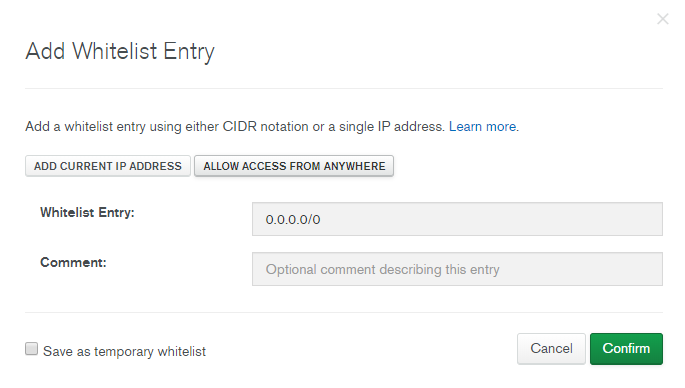 Add Whitelist Entry
Add a whitelist entry using either CIDR notation or a single IP address. Learn more.
ADD CURRENT IP ADDRESS ALLOW ACCESS FROM ANYWHERE
Whitelist Entry: 0.0.0.0/0
Comment: Optional comment describing this entry
Save as temporary whitelist Cancel Confirm